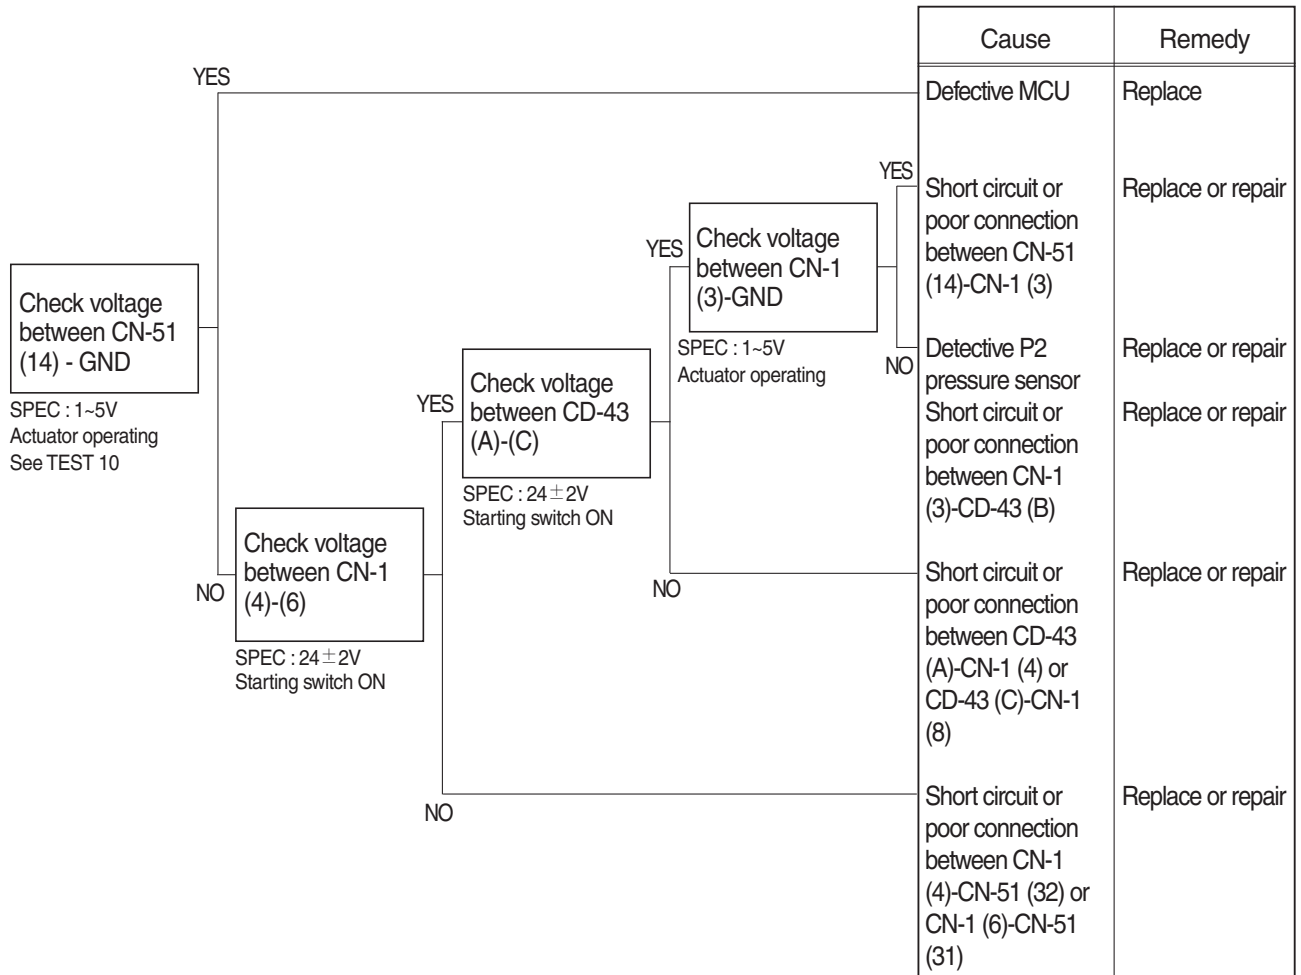 Cause
Remedy
YES
Defective MCU
Replace
YES
Short circuit or
poor connection
between CN-51
(14)-CN-1 (3)
Replace or repair
YES
Check voltage
between CN-1
(3)-GND
SPEC : 1~5V
Actuator operating
NO
Detective P2
pressure sensor
Replace or repair
Short circuit or
poor connection
between CN-1
(3)-CD-43 (B)
Replace or repair
Check voltage
between CN-51
(14) - GND
SPEC : 1~5V
Actuator operating
See TEST 10
YES
Check voltage
between CD-43
(A)-(C)
SPEC : 24±2V
Starting switch ON
NO
Short circuit or
poor connection
between CD-43
(A)-CN-1 (4) or
CD-43 (C)-CN-1
(8)
Replace or repair
NO
Check voltage
between CN-1
(4)-(6)
SPEC : 24±2V
Starting switch ON
NO
Short circuit or
poor connection
between CN-1
(4)-CN-51 (32) or
CN-1 (6)-CN-51
(31)
Replace or repair